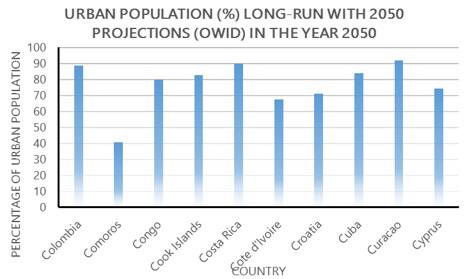 URBAN POPULATION (%) LONG-RUN WITH 2050
PROJECTIONS (OWID) IN THE YEAR 2050
PERCENTAGE OF URBAN POPULATION
100
90
80
70
60
50
40
30
20
10
0
Colombia
Comoros
Congo
Cook Islands
Costa Rica
Cote d'Ivoire
Croatia
Cuba
Curacao
Cyprus
COUNTRY